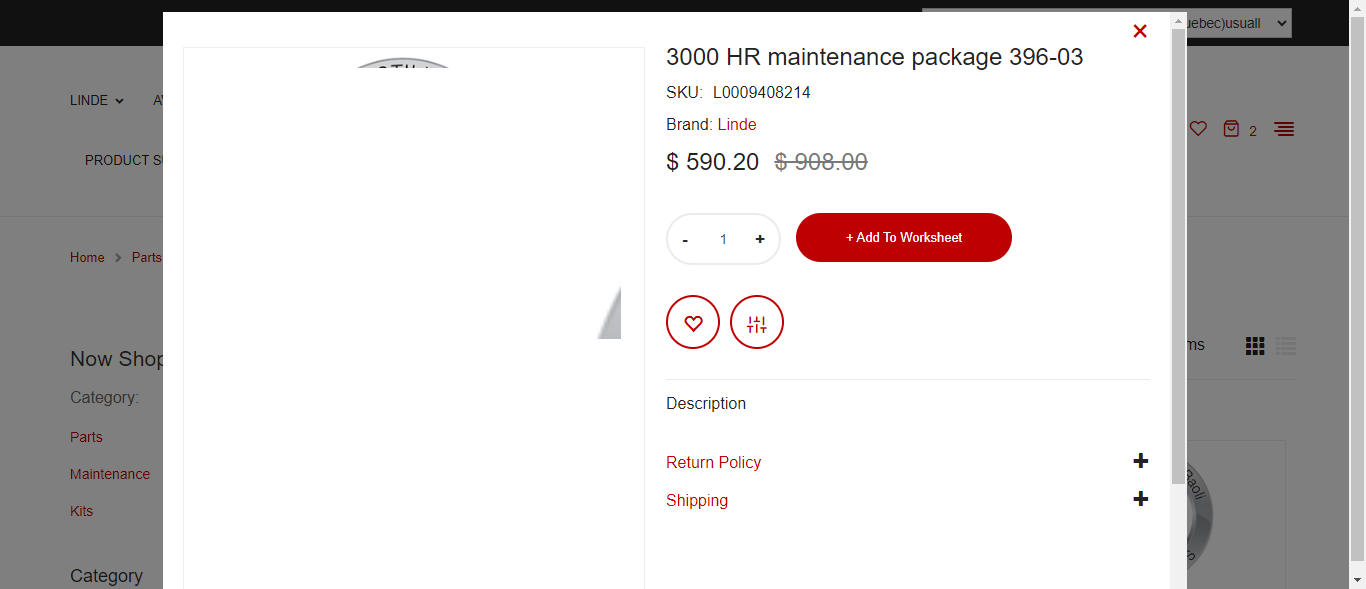 uebec)usuall
LINDE
2
PRODUCT S
Home Parts
Now Shop
Category:
Parts
Maintenance
Kits
Category
3000 HR maintenance package 396-03
SKU: L0009408214
Brand: Linde
$ 590.20 $ 908.00
- 1 +
+ Add To Worksheet
Description
Return Policy
Shipping
ms
Baoli